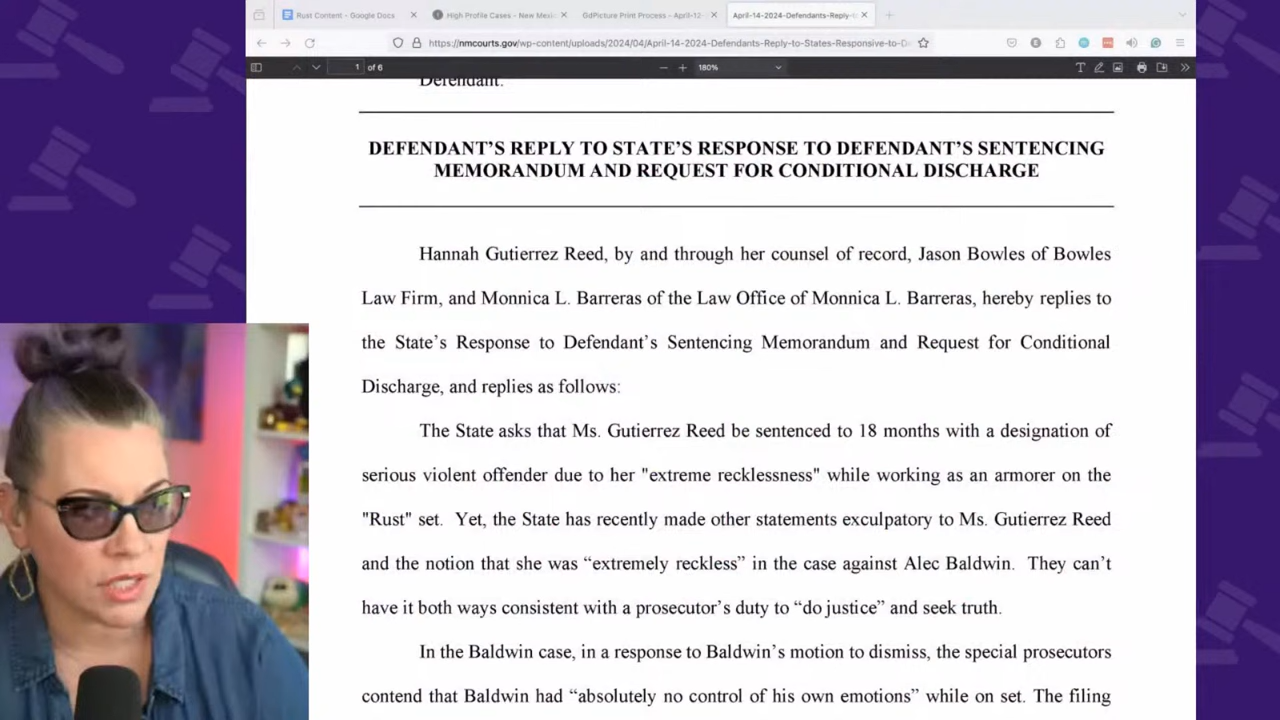 Rust Content - Google Docs
High Profile Cases - New Mexi
GdPicture Print Process - April-12-
April-14-2024-Defendants-Reply-to
https://nmcourts.gov/wp-content/uploads/2024/04/April-14-2024-Defendants-Reply-to-States-Responsive-to-D
1 of 6
180%
Defendant.
DEFENDANT'S REPLY TO STATE'S RESPONSE TO DEFENDANT'S SENTENCING
MEMORANDUM AND REQUEST FOR CONDITIONAL DISCHARGE
Hannah Gutierrez Reed, by and through her counsel of record, Jason Bowles of Bowles
Law Firm, and Monnica L. Barreras of the Law Office of Monnica L. Barreras, hereby replies to
the State's Response to Defendant's Sentencing Memorandum and Request for Conditional
Discharge, and replies as follows:
The State asks that Ms. Gutierrez Reed be sentenced to 18 months with a designation of
serious violent offender due to her "extreme recklessness" while working as an armorer on the
"Rust" set. Yet, the State has recently made other statements exculpatory to Ms. Gutierrez Reed
and the notion that she was “extremely reckless” in the case against Alec Baldwin. They can't
have it both ways consistent with a prosecutor's duty to “do justice” and seek truth.
In the Baldwin case, in a response to Baldwin's motion to dismiss, the special prosecutors
contend that Baldwin had “absolutely no control of his own emotions” while on set. The filing